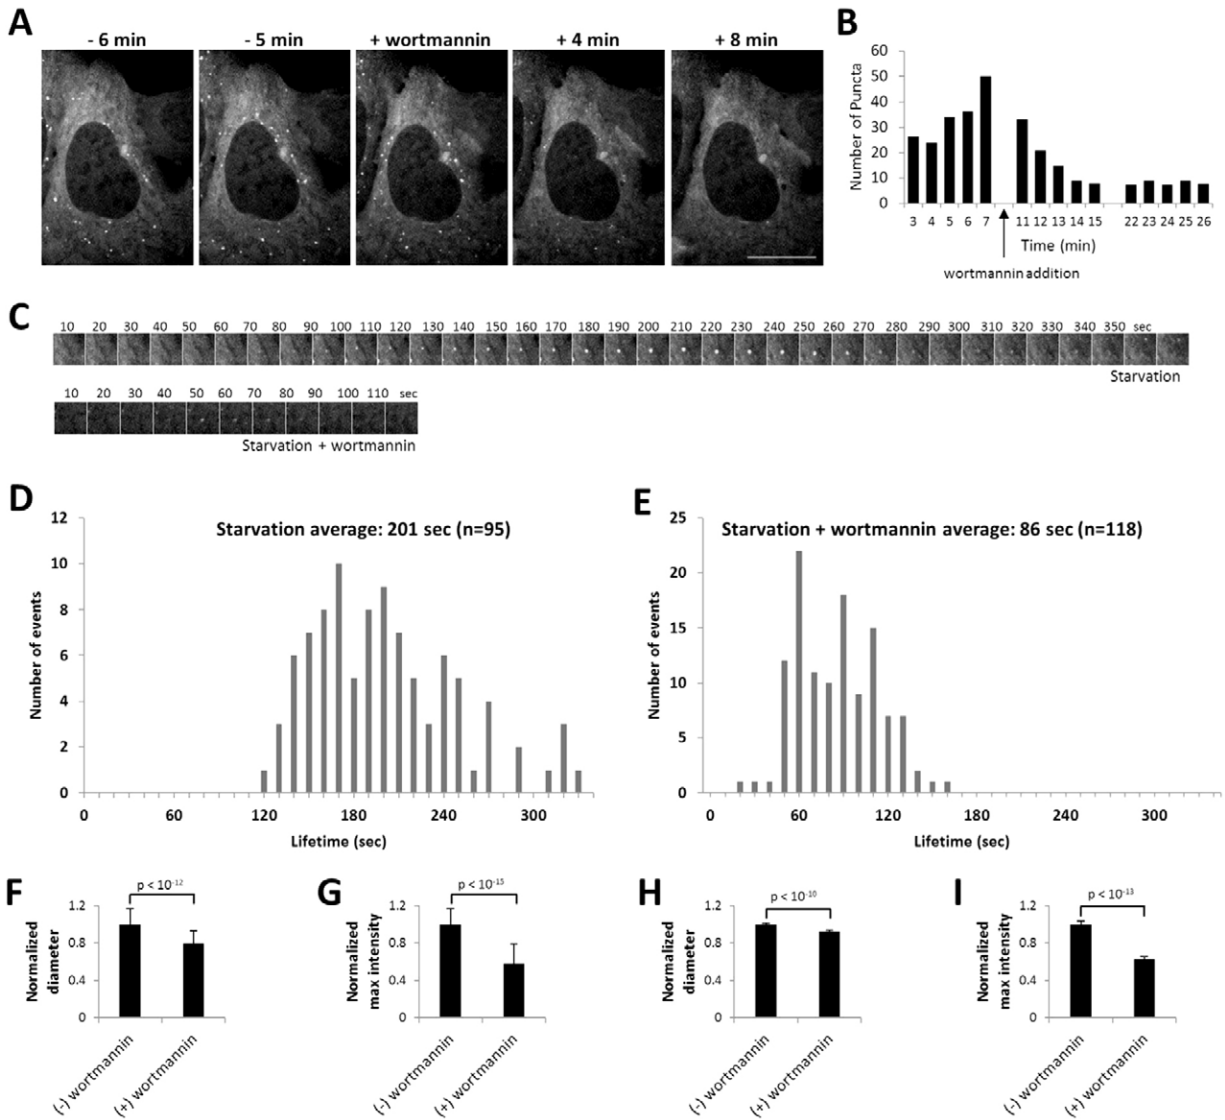 A
- 6 min
- 5 min
+ wortmannin
+ 4 min
+ 8 min
B
Number of Puncta
60
50
40
30
20
10
0
3 4 5 6 7 11 12 13 14 15 22 23 24 25 26
Time (min)
wortmannin addition
C
10 20 30 40 50 60 70 80 90 100 110 120 130 140 150 160 170 180 190 200 210 220 230 240 250 260 270 280 290 300 310 320 330 340 350 sec
Starvation
10 20 30 40 50 60 70 80 90 100 110 sec
Starvation + wortmannin
D
Starvation average: 201 sec (n=95)
Number of events
12
10
8
6
4
2
0
0 60 120 180 240 300
Lifetime (sec)
E
Starvation + wortmannin average: 86 sec (n=118)
Number of events
25
20
15
10
5
0
0 60 120 180 240 300
Lifetime (sec)
F
p < 10⁻¹²
Normalized
diameter
1.2
0.8
0.4
0
(-) wortmannin
(+) wortmannin
G
p < 10⁻¹⁵
Normalized
max intensity
1.2
0.8
0.4
0
(-) wortmannin
(+) wortmannin
H
p < 10⁻¹⁰
Normalized
diameter
1.2
0.8
0.4
0
(-) wortmannin
(+) wortmannin
I
p < 10⁻¹³
Normalized
max intensity
1.2
0.8
0.4
0
(-) wortmannin
(+) wortmannin